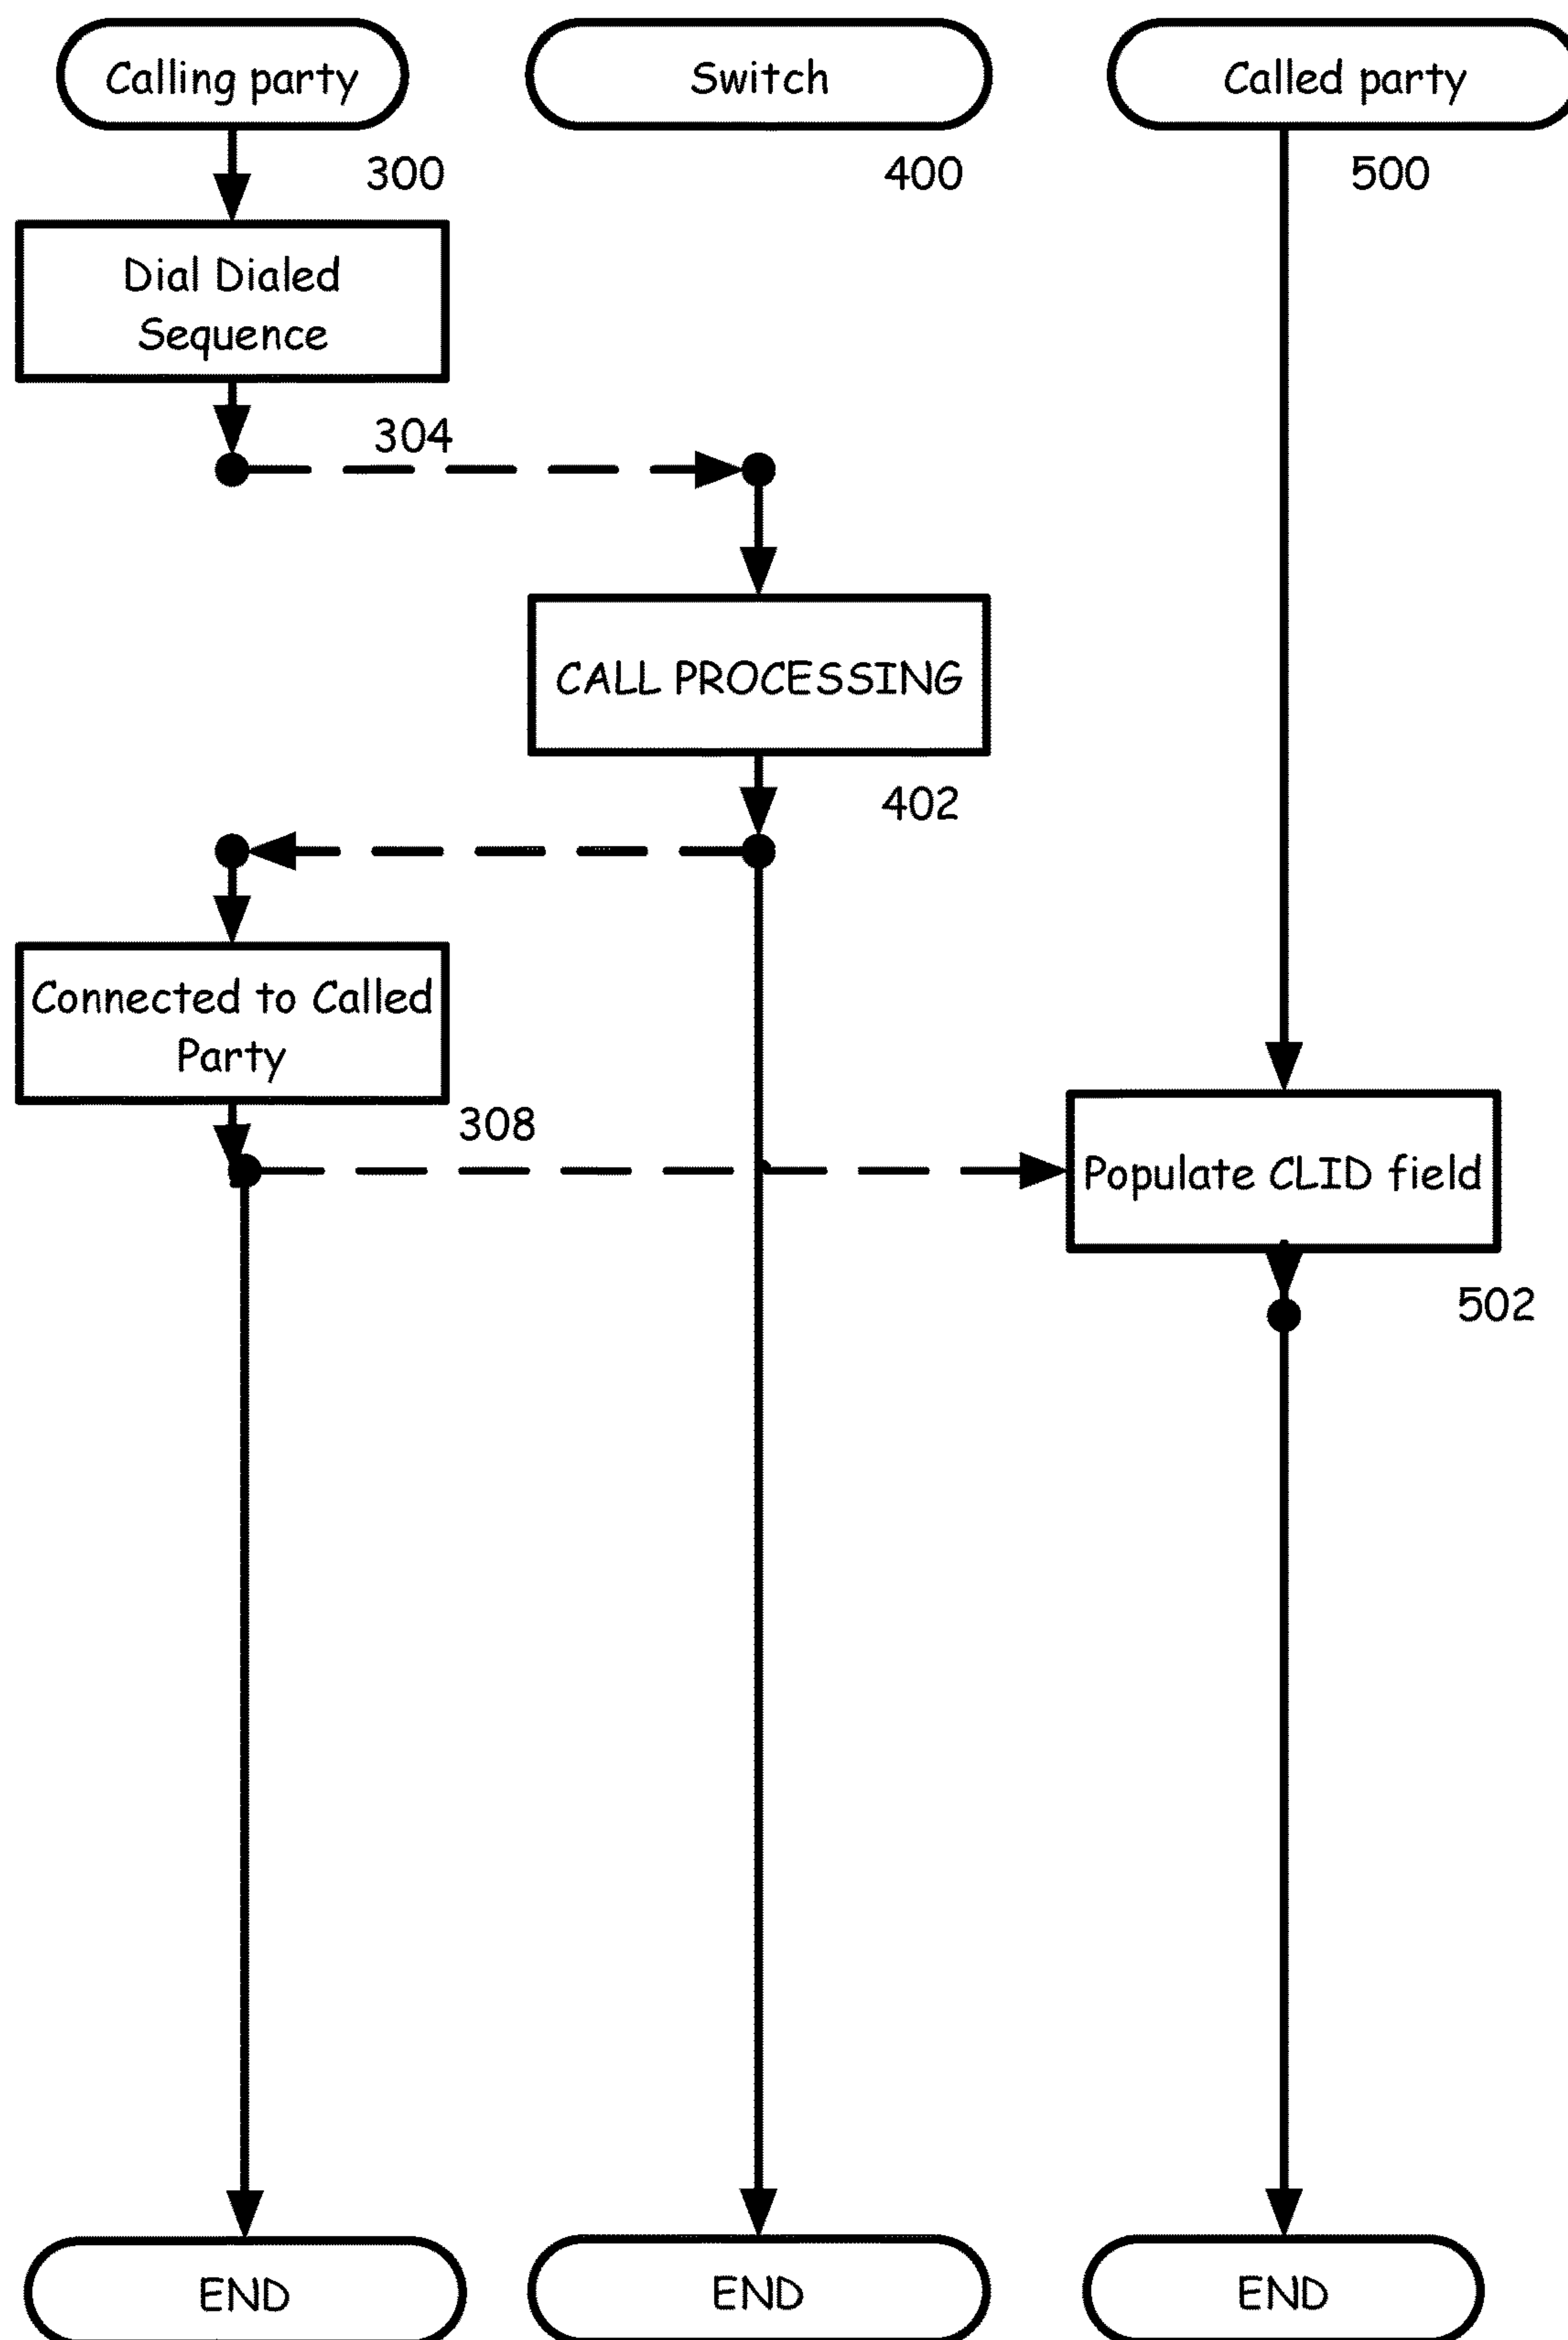 Calling party
Switch
Called party
300
400
500
Dial Dialed
Sequence
304
CALL PROCESSING
402
Connected to Called
Party
308
Populate CLID field
502
END
END
END